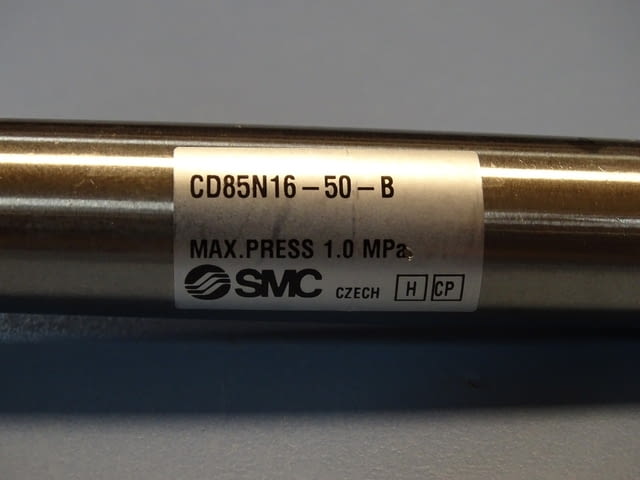 CD85N16-50-B
MAX.PRESS 1.0 MPa
SMC CZECH H CP